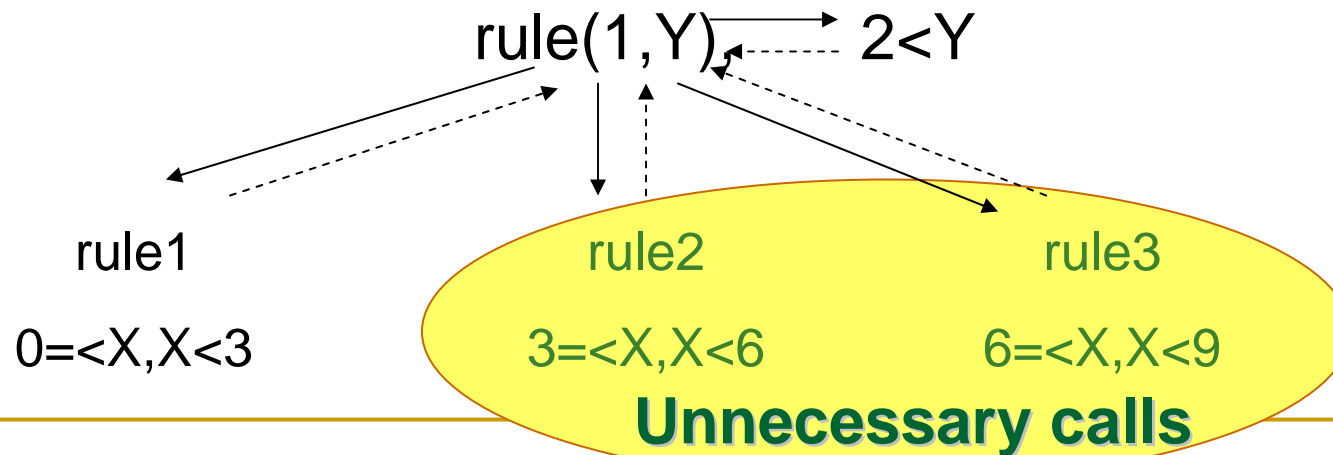 rule(1,Y), 2<Y
rule1 rule2 rule3
0=<X,X<3 3=<X,X<6 6=<X,X<9
Unnecessary calls